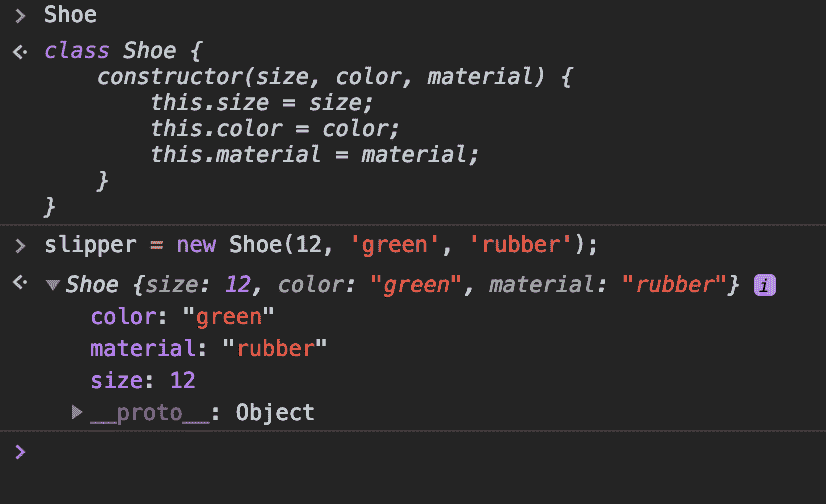 > Shoe
<· class Shoe {
    constructor(size, color, material) {
        this.size = size;
        this.color = color;
        this.material = material;
    }
}
> slipper = new Shoe(12, 'green', 'rubber');
<· ▼Shoe {size: 12, color: "green", material: "rubber"} i
    color: "green"
    material: "rubber"
    size: 12
    ▶__proto__: Object
>